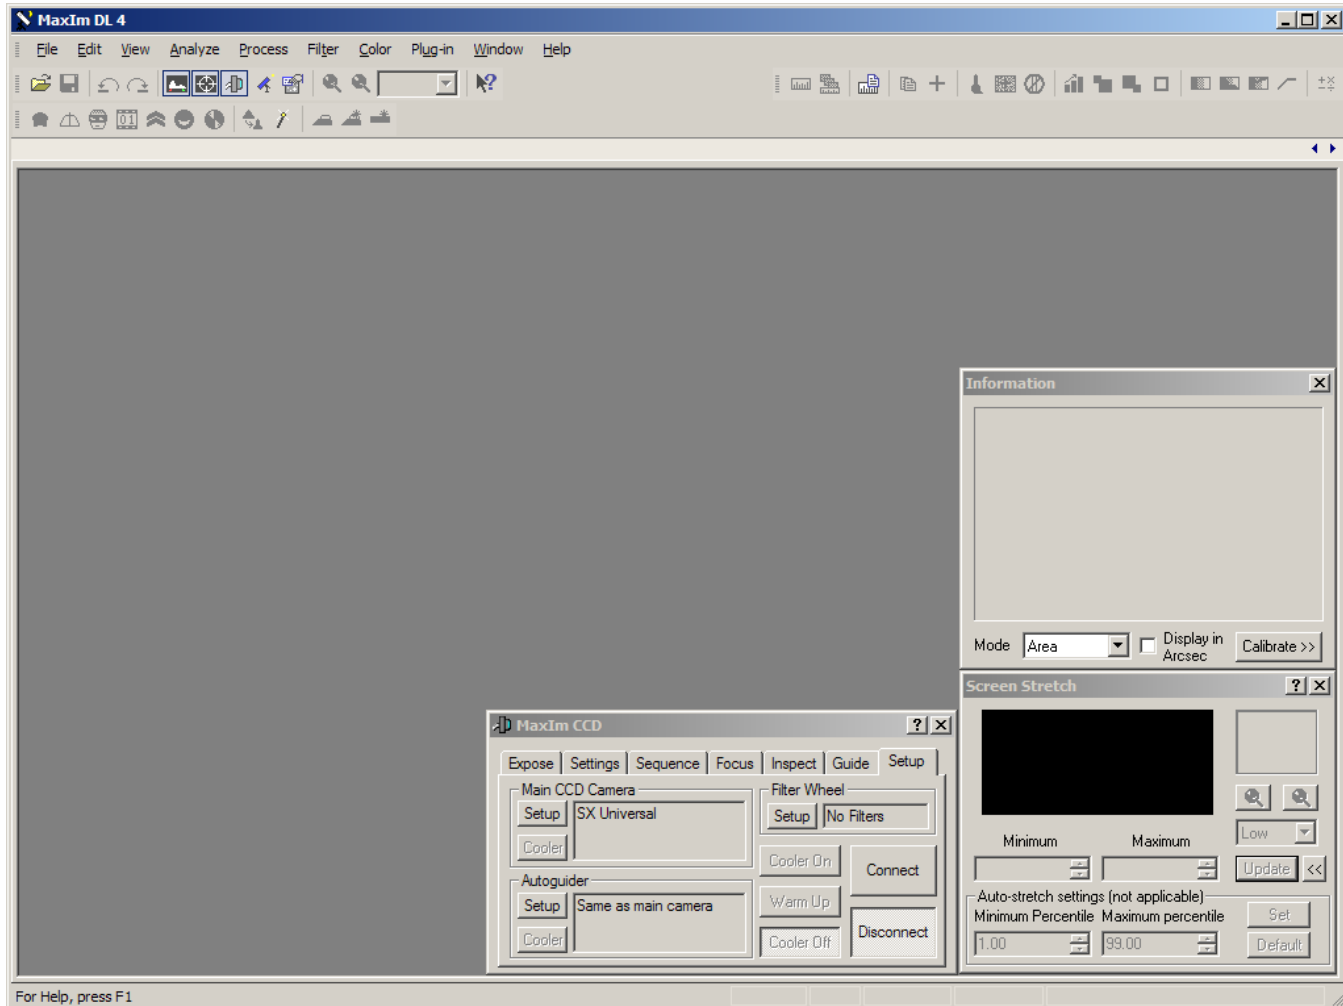 MaxIm DL 4
File Edit View Analyze Process Filter Color Plug-in Window Help
Information
Mode Area Display in Arcsec Calibrate >>
Screen Stretch
Minimum Maximum
Low
Update <<
Auto-stretch settings (not applicable)
Minimum Percentile Maximum percentile
1.00 99.00
Set
Default
MaxIm CCD
Expose Settings Sequence Focus Inspect Guide Setup
Main CCD Camera
Setup SX Universal
Cooler
Autoguider
Setup Same as main camera
Cooler
Filter Wheel
Setup No Filters
Cooler On
Connect
Warm Up
Cooler Off
Disconnect
For Help, press F1